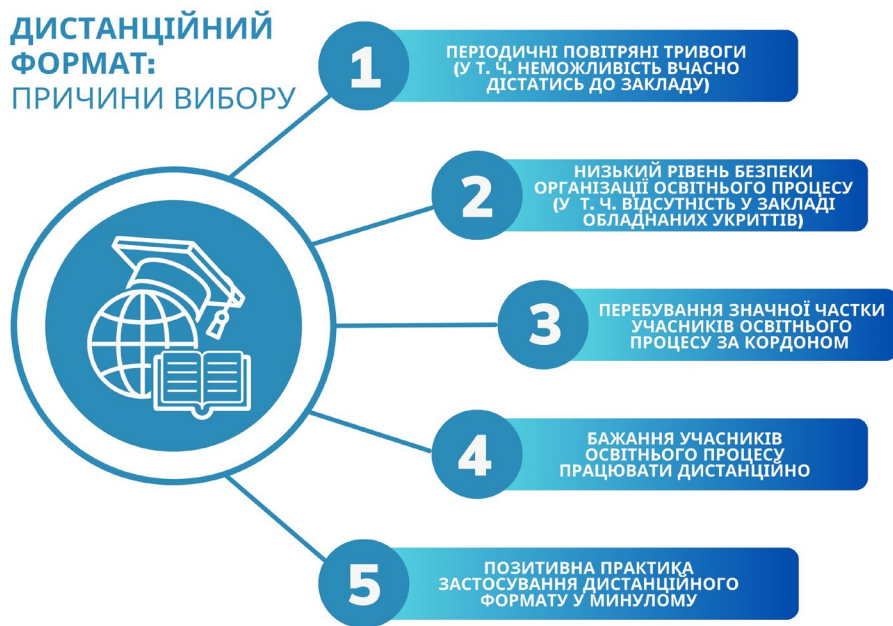 ДИСТАНЦІЙНИЙ
ФОРМАТ:
ПРИЧИНИ ВИБОРУ
1
ПЕРІОДИЧНІ ПОВІТРЯНІ ТРИВОГИ
(У Т. Ч. НЕМОЖЛИВІСТЬ ВЧАСНО
ДІСТАТИСЬ ДО ЗАКЛАДУ)
2
НИЗЬКИЙ РІВЕНЬ БЕЗПЕКИ
ОРГАНІЗАЦІЇ ОСВІТНЬОГО ПРОЦЕСУ
(У Т. Ч. ВІДСУТНІСТЬ У ЗАКЛАДІ
ОБЛАДНАНИХ УКРИТТІВ)
3
ПЕРЕБУВАННЯ ЗНАЧНОЇ ЧАСТКИ
УЧАСНИКІВ ОСВІТНЬОГО
ПРОЦЕСУ ЗА КОРДОНОМ
4
БАЖАННЯ УЧАСНИКІВ
ОСВІТНЬОГО ПРОЦЕСУ
ПРАЦЮВАТИ ДИСТАНЦІЙНО
5
ПОЗИТИВНА ПРАКТИКА
ЗАСТОСУВАННЯ ДИСТАНЦІЙНОГО
ФОРМАТУ У МИНУЛОМУ